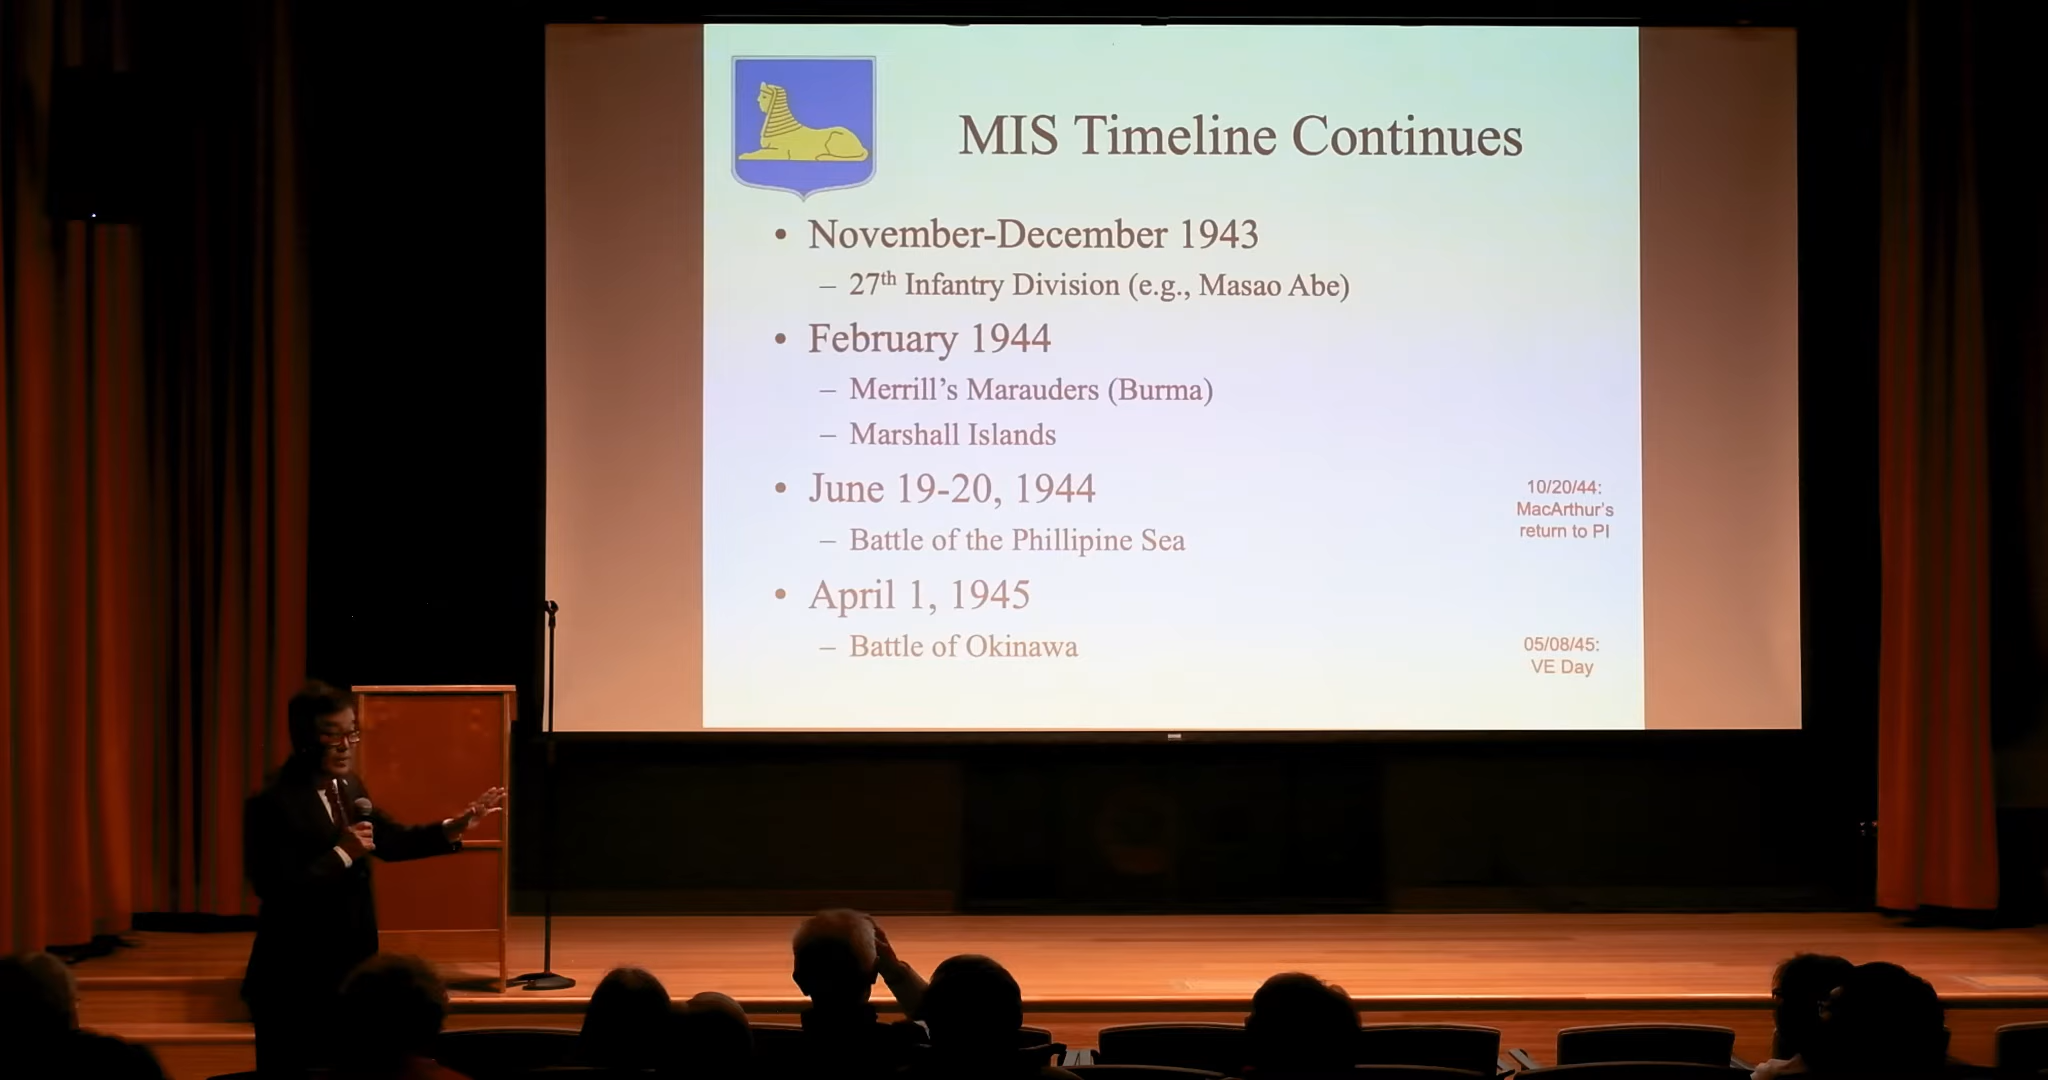 MIS Timeline Continues
• November-December 1943
– 27th Infantry Division (e.g., Masao Abe)
• February 1944
– Merrill's Marauders (Burma)
– Marshall Islands
• June 19-20, 1944
– Battle of the Phillipine Sea
• April 1, 1945
– Battle of Okinawa
10/20/44:
MacArthur's
return to PI
05/08/45:
VE Day